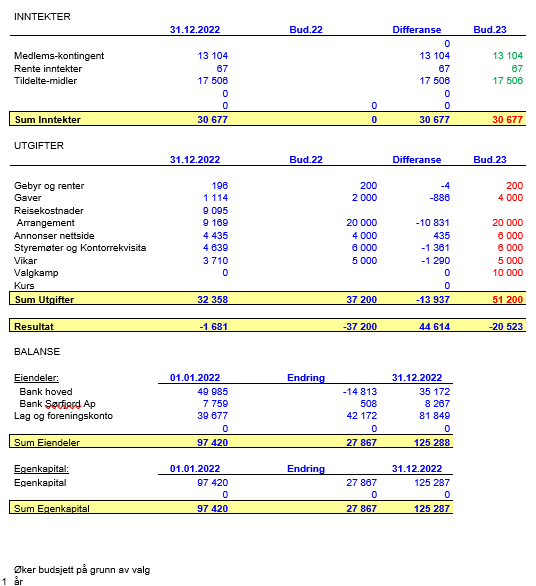 INNTEKTER
31.12.2022 Bud.22 Differanse Bud.23
0
Medlems-kontingent 13 104 13 104 13 104
Rente inntekter 67 67 67
Tildelte-midler 17 506 17 506 17 506
0 0
0 0 0
Sum Inntekter 30 677 0 30 677 30 677
UTGIFTER
31.12.2022 Bud.22 Differanse Bud.23
Gebyr og renter 196 200 -4 200
Gaver 1 114 2 000 -886 4 000
Reisekostnader 9 095
Arrangement 9 169 20 000 -10 831 20 000
Annonser nettside 4 435 4 000 435 6 000
Styremøter og Kontorrekvisita 4 639 6 000 -1 361 6 000
Vikar 3 710 5 000 -1 290 5 000
Valgkamp 0 0 10 000
Kurs 0
Sum Utgifter 32 358 37 200 -13 937 51 200
Resultat -1 681 -37 200 44 614 -20 523
BALANSE
Eiendeler: 01.01.2022 Endring 31.12.2022
Bank hoved 49 985 -14 813 35 172
Bank Sørfjord Ap 7 759 508 8 267
Lag og foreningskonto 39 677 42 172 81 849
0 0 0
Sum Eiendeler 97 420 27 867 125 288
Egenkapital: 01.01.2022 Endring 31.12.2022
Egenkapital 97 420 27 867 125 287
0 0 0
Sum Egenkapital 97 420 27 867 125 287
Øker budsjett på grunn av valg
1 år